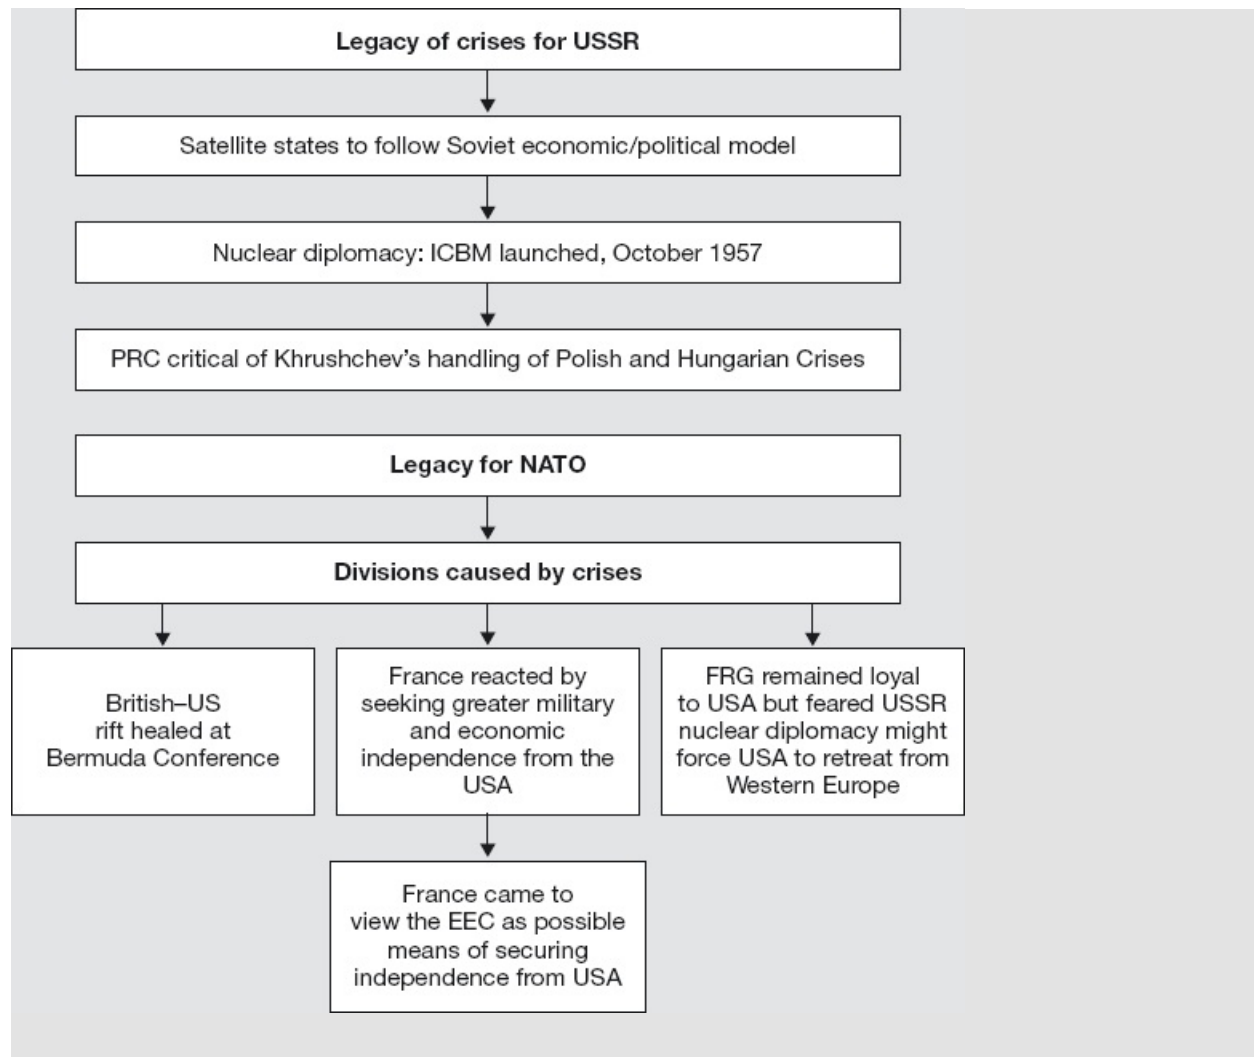 Legacy of crises for USSR
Satellite states to follow Soviet economic/political model
Nuclear diplomacy: ICBM launched, October 1957
PRC critical of Khrushchev's handling of Polish and Hungarian Crises
Legacy for NATO
Divisions caused by crises
British–US
rift healed at
Bermuda Conference
France reacted by
seeking greater military
and economic
independence from the
USA
FRG remained loyal
to USA but feared USSR
nuclear diplomacy might
force USA to retreat from
Western Europe
France came to
view the EEC as possible
means of securing
independence from USA